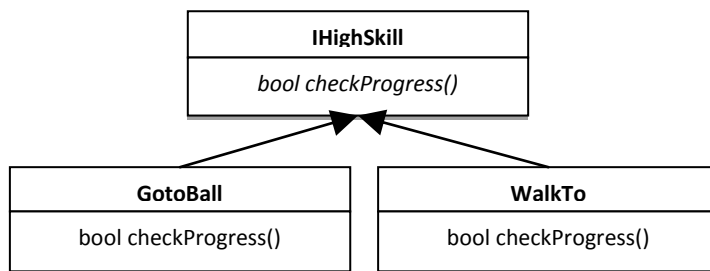 IHighSkill
bool checkProgress()
GotoBall
bool checkProgress()
WalkTo
bool checkProgress()